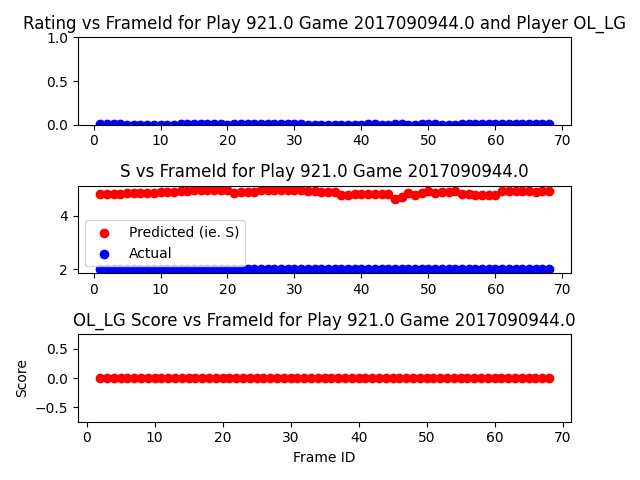 Rating vs FrameId for Play 921.0 Game 2017090944.0 and Player OL_LG
1.0
0.5
0.0
0 10 20 30 40 50 60 70
S vs FrameId for Play 921.0 Game 2017090944.0
4
2
Predicted (ie. S)
Actual
0 10 20 30 40 50 60 70
OL_LG Score vs FrameId for Play 921.0 Game 2017090944.0
Score
0.5
0.0
−0.5
0 10 20 30 40 50 60 70
Frame ID